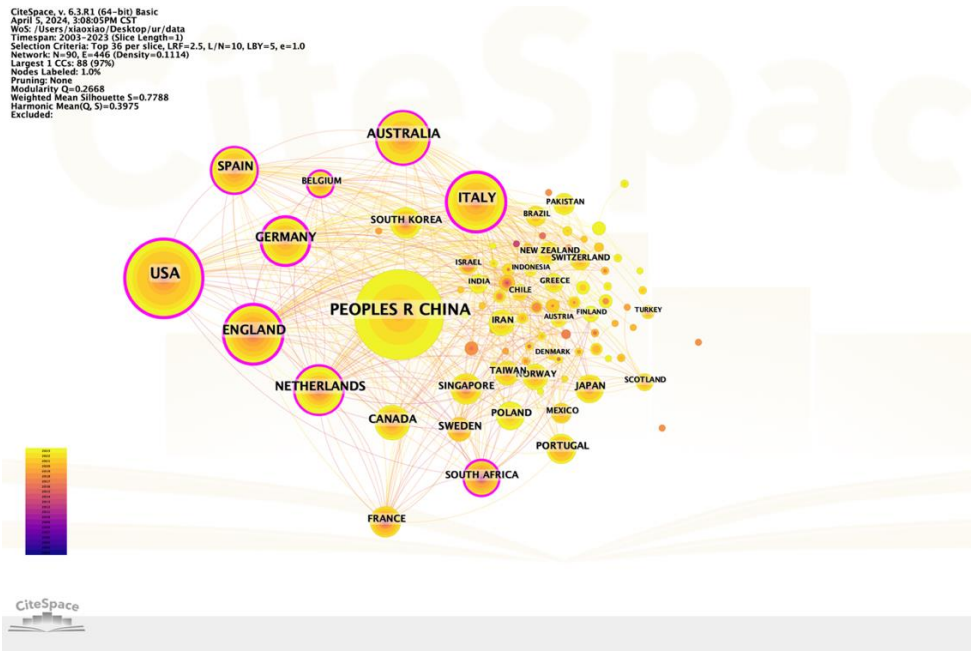 CiteSpace, v. 6.3.R1 (64-bit) Basic
April 5, 2024, 3:08:05PM CST
WoS: /Users/xiaoxiao/Desktop/ur/data
Timespan: 2003-2023 (Slice Length=1)
Selection Criteria: Top 36 per slice, LRF=2.5, L/N=10, LBY=5, e=1.0
Network: N=90, E=446 (Density=0.1114)
Largest 1 CCs: 88 (97%)
Nodes Labeled: 1.0%
Pruning: None
Modularity Q=0.2668
Weighted Mean Silhouette S=0.7788
Harmonic Mean(Q, S)=0.3975
Excluded:
CiteSpac
AUSTRALIA
SPAIN
BELGIUM
ITALY
PAKISTAN
BRAZIL
SOUTH KOREA
GERMANY
NEW ZEALAND
SWITZERLAND
ISRAEL
INDONESIA
USA
INDIA
GREECE
CHILE
PEOPLES R CHINA
FINLAND
TURKEY
AUSTRIA
IRAN
ENGLAND
DENMARK
TAIWAN
NORWAY
SCOTLAND
NETHERLANDS
SINGAPORE
JAPAN
MEXICO
POLAND
CANADA
SWEDEN
PORTUGAL
SOUTH AFRICA
FRANCE
CiteSpace